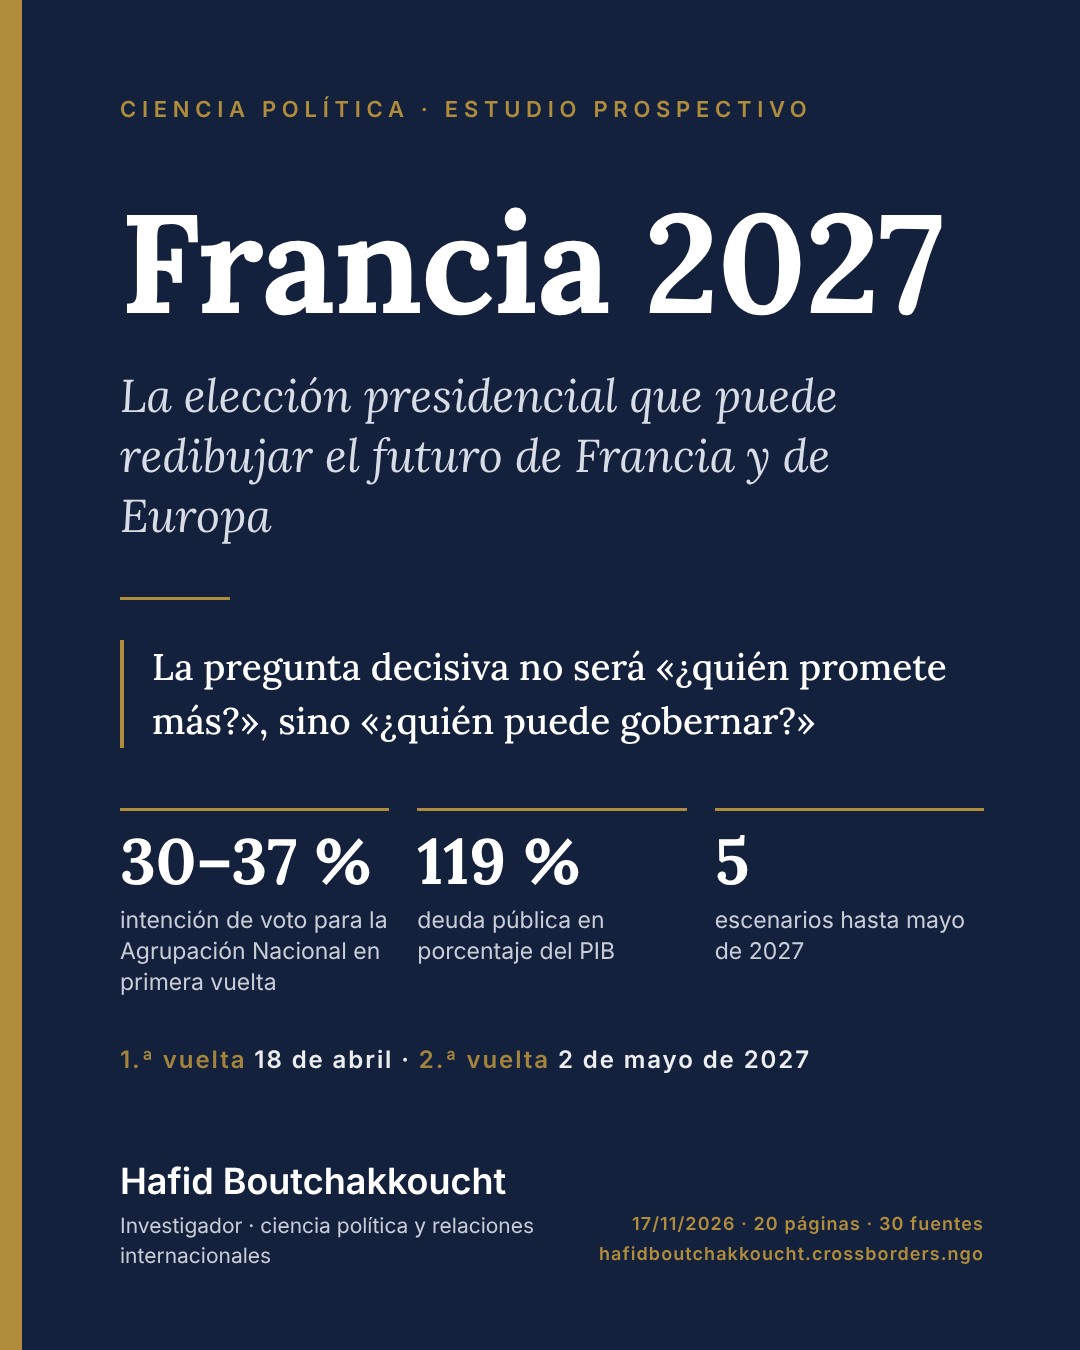 CIENCIA POLÍTICA · ESTUDIO PROSPECTIVO
Francia 2027
La elección presidencial que puede
redibujar el futuro de Francia y de
Europa
La pregunta decisiva no será «¿quién promete
más?», sino «¿quién puede gobernar?»
30–37 %
intención de voto para la
Agrupación Nacional en
primera vuelta
119 %
deuda pública en
porcentaje del PIB
5
escenarios hasta mayo
de 2027
1.ª vuelta 18 de abril · 2.ª vuelta 2 de mayo de 2027
Hafid Boutchakkoucht
Investigador · ciencia política y relaciones
internacionales
17/11/2026 · 20 páginas · 30 fuentes
hafidboutchakkoucht.crossborders.ngo